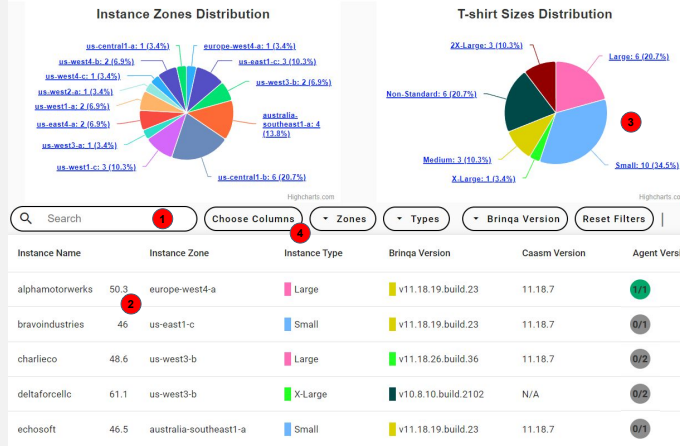 Instance Zones Distribution
us-central1-a: 1 (3.4%)
europe-west4-a: 1 (3.4%)
us-west4-b: 2 (6.9%)
us-east1-c: 3 (10.3%)
us-west4-c: 1 (3.4%)
us-west3-b: 2 (6.9%)
us-west2-a: 1 (3.4%)
us-west1-a: 2 (6.9%)
australia-
southeast1-a: 4
(13.8%)
us-east4-a: 2 (6.9%)
us-west3-a: 1 (3.4%)
us-west1-c: 3 (10.3%)
us-central1-b: 6 (20.7%)
Highcharts.com
T-shirt Sizes Distribution
2X-Large: 3 (10.3%)
Large: 6 (20.7%)
Non-Standard: 6 (20.7%)
3
Medium: 3 (10.3%)
Small: 10 (34.5%)
X-Large: 1 (3.4%)
Highcharts.co
Search 1 Choose Columns Zones Types Brinqa Version Reset Filters
4
Instance Name Instance Zone Instance Type Brinqa Version Caasm Version Agent Versi
alphamotorwerks 50.3 europe-west4-a Large v11.18.19.build.23 11.18.7 1/1
2
bravoindustries 46 us-east1-c Small v11.18.19.build.23 11.18.7 0/1
charlieco 48.6 us-west3-b Large v11.18.26.build.36 11.18.7 0/2
deltaforcellc 61.1 us-west3-b X-Large v10.8.10.build.2102 N/A 0/2
echosoft 46.5 australia-southeast1-a Small v11.18.19.build.23 11.18.7 0/1